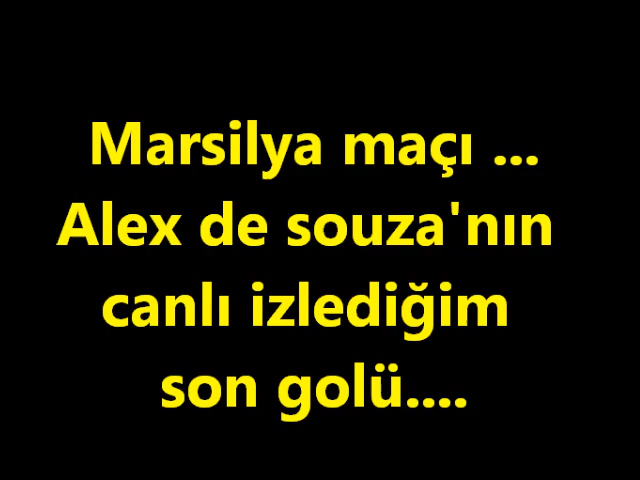 Marsilya maçı ...
Alex de souza'nın
canlı izlediğim
son golü....